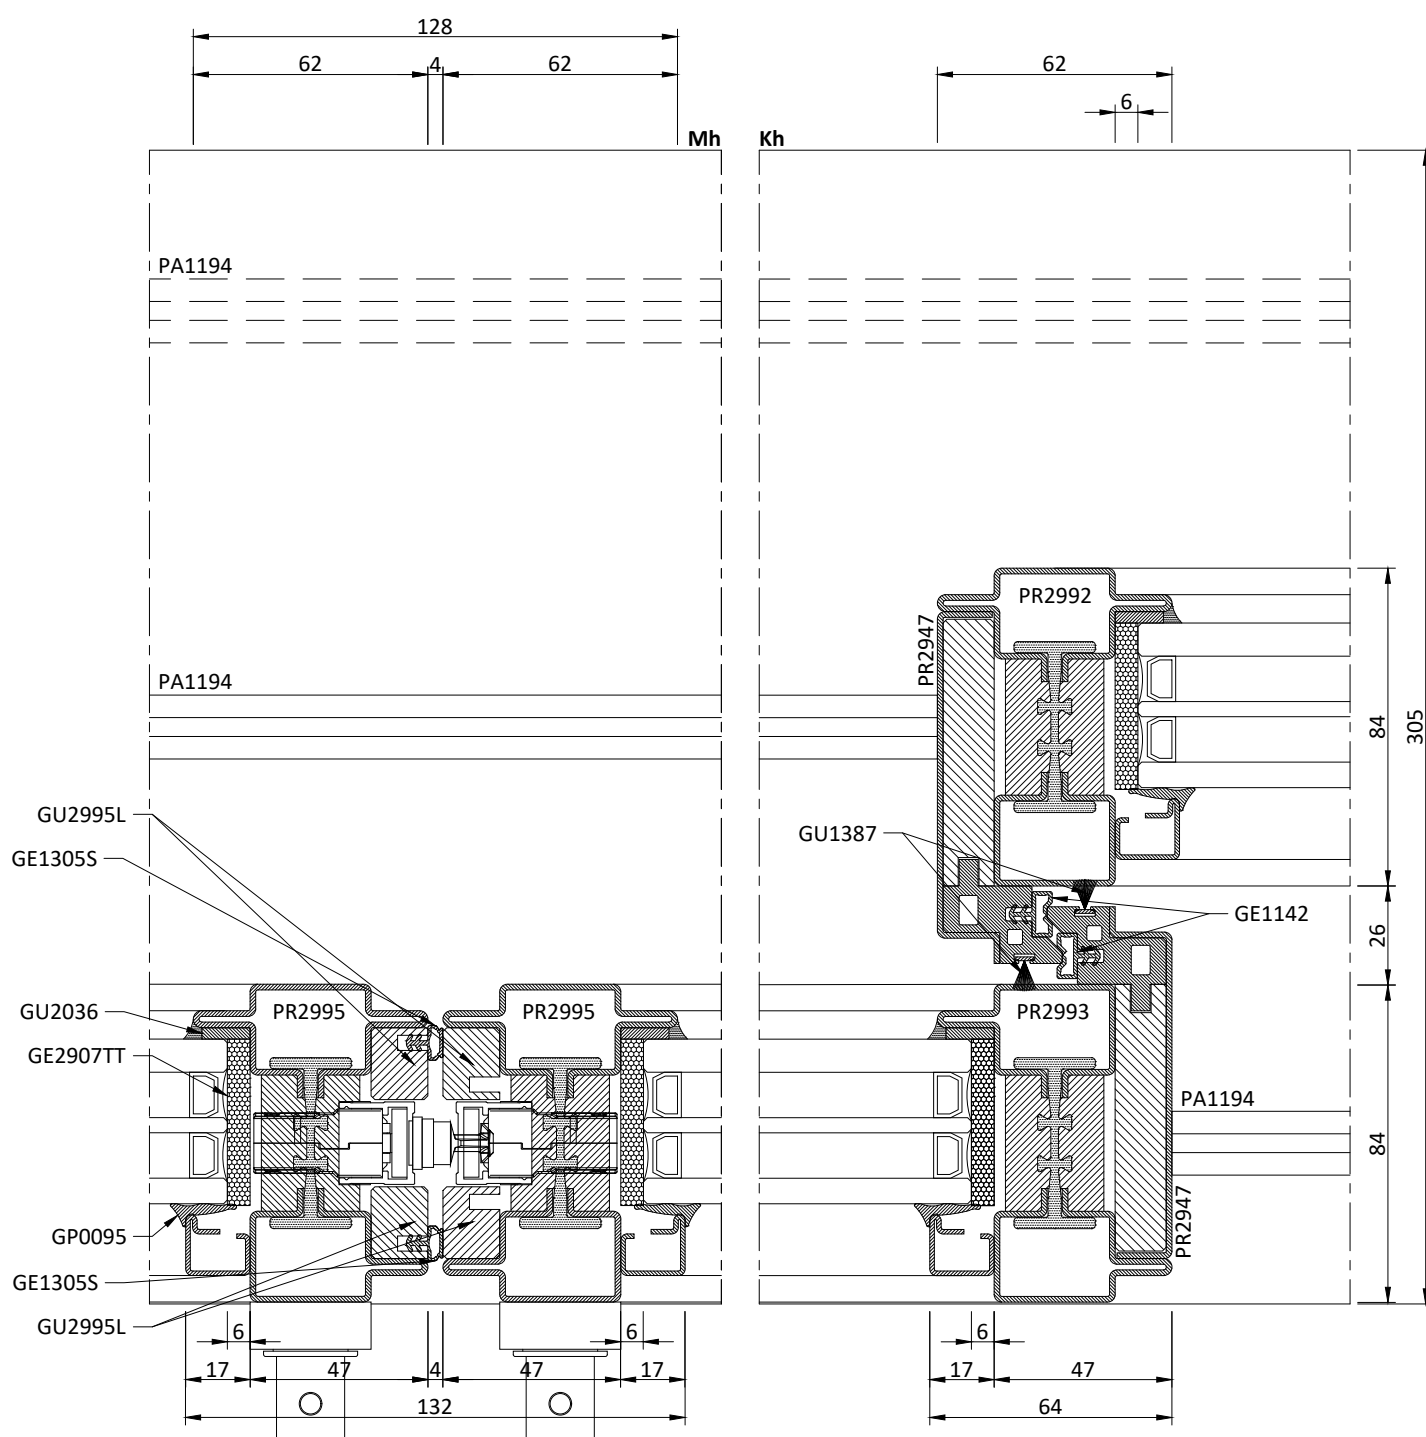 128
62 4 62
62
6
Mh Kh
PA1194
PR2992
PR2947
PA1194
84
305
GU2995L
GE1305S
GU1387
GE1142
26
GU2036
PR2995 PR2995
PR2993
GE2907TT
PA1194
84
GP0095
PR2947
GE1305S
GU2995L
6 6 6
17 47 4 47 17
17 47
132
64